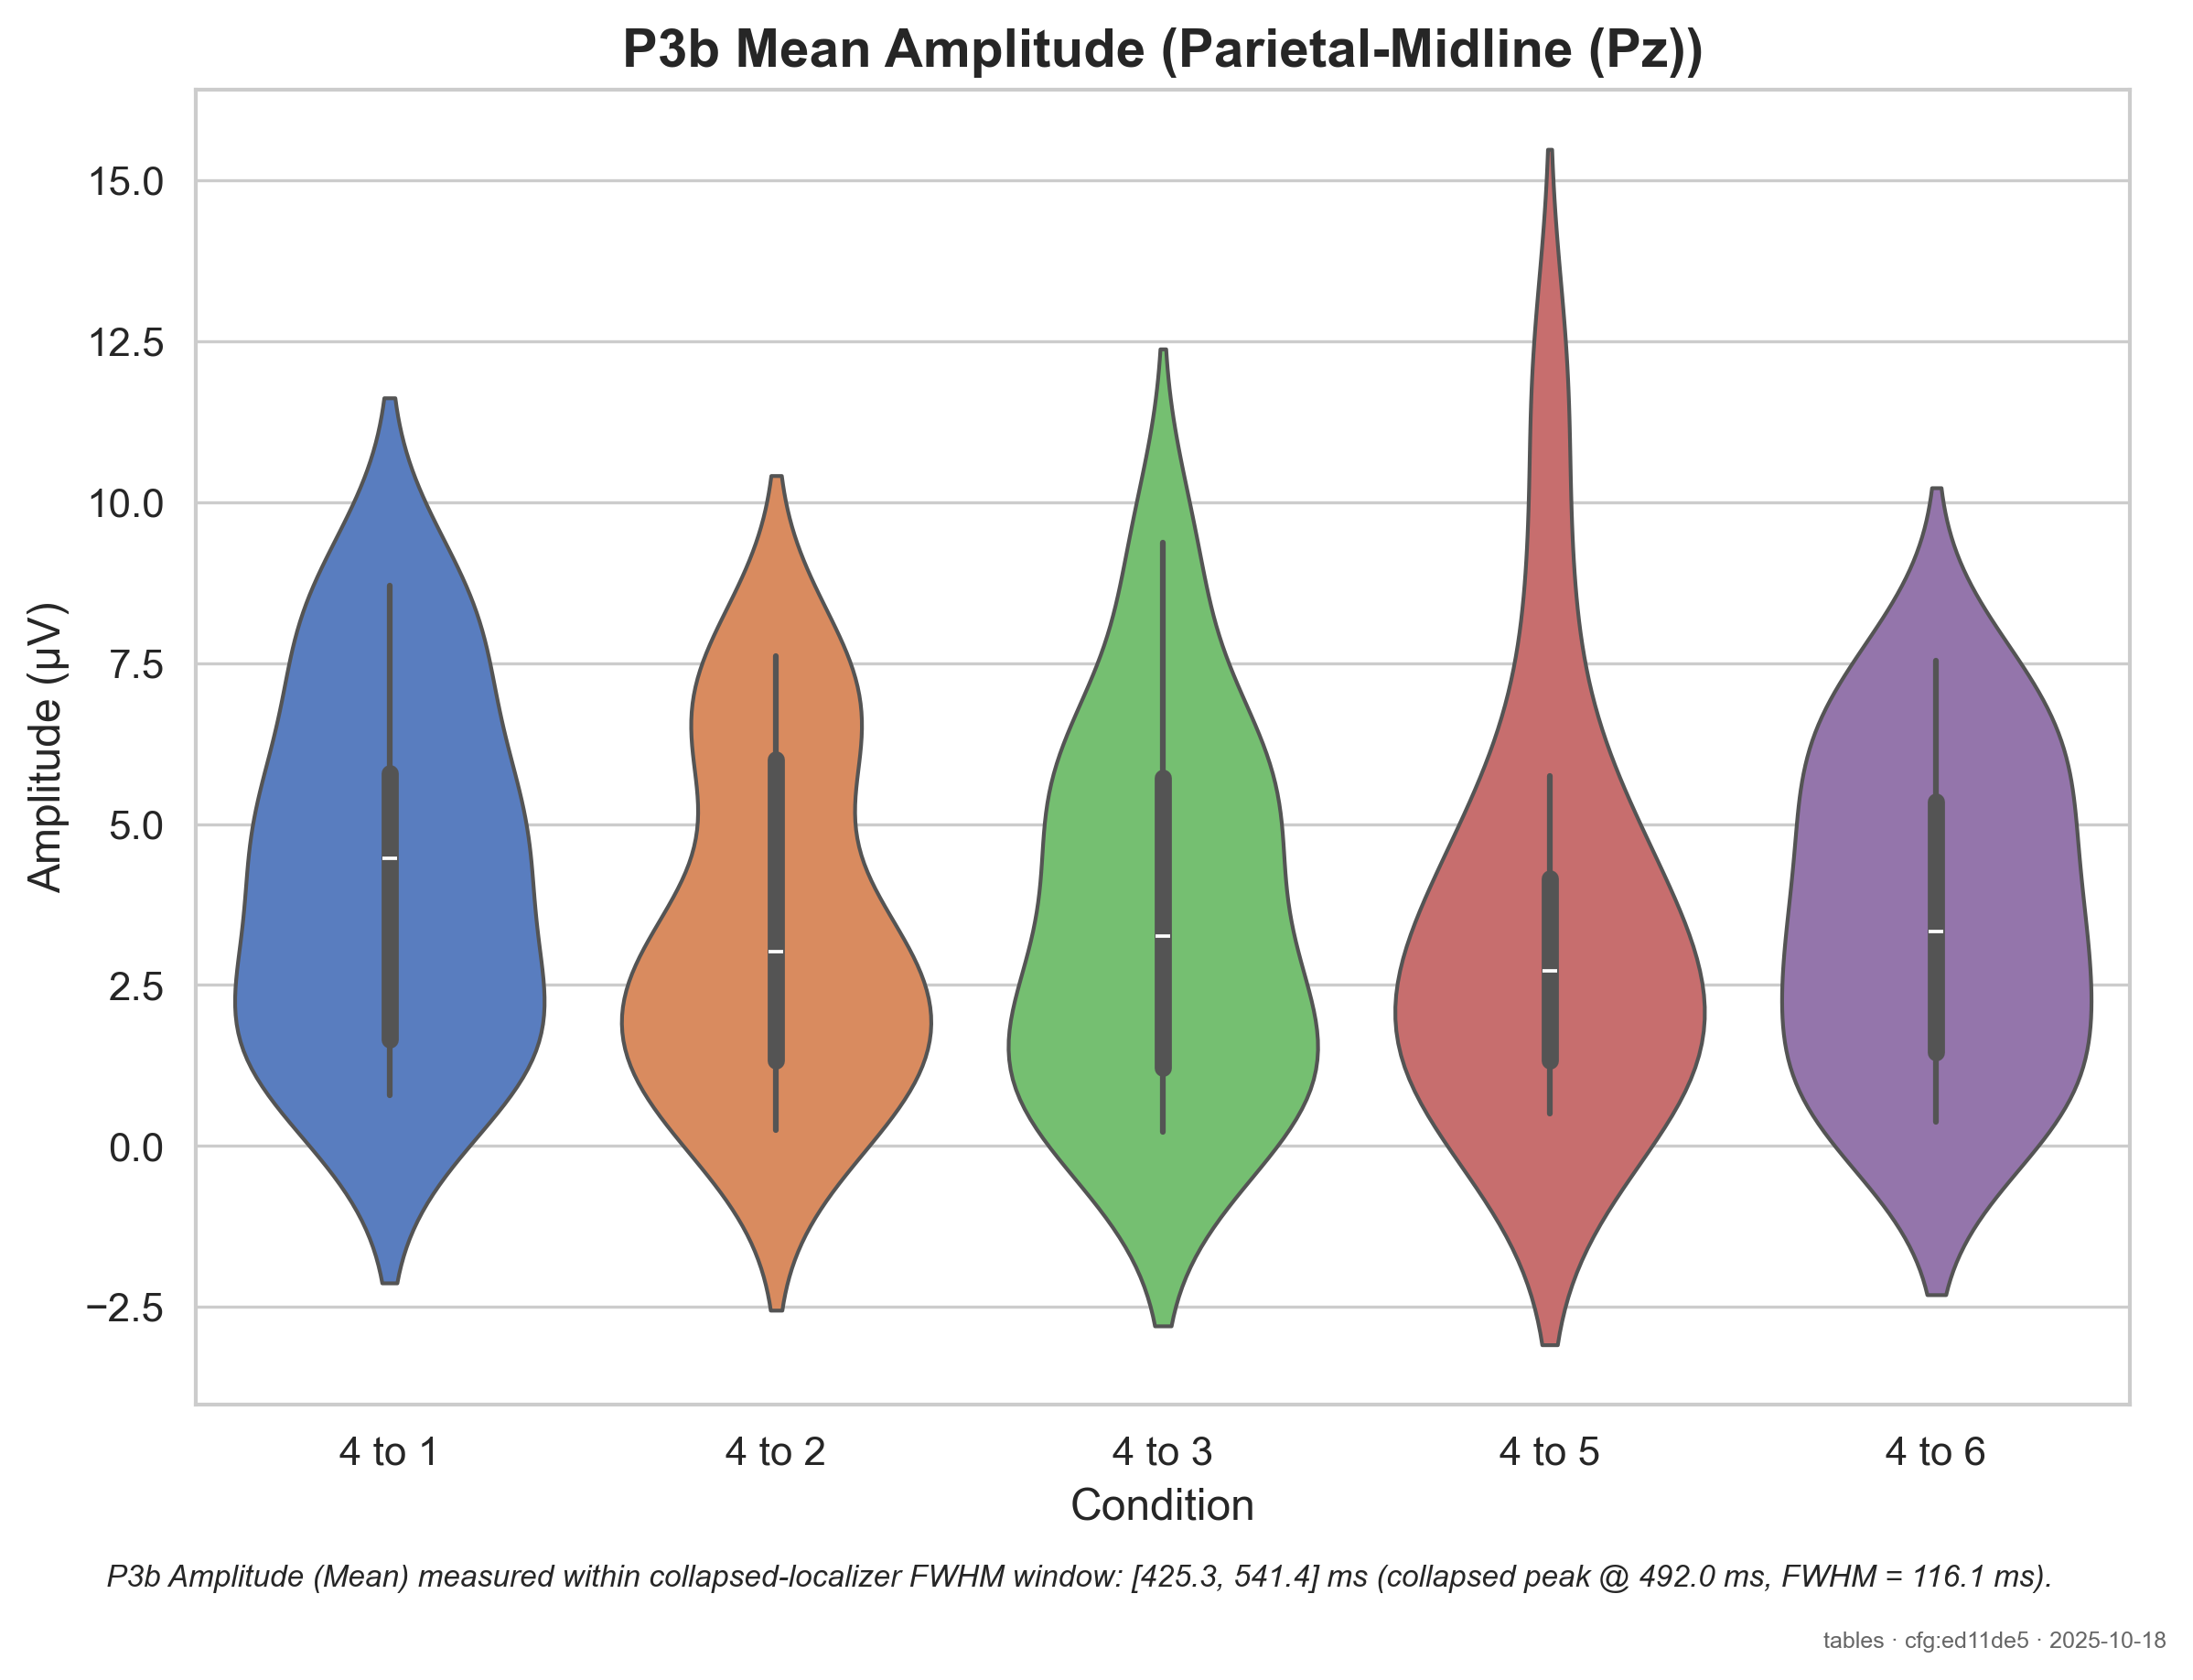 P3b Mean Amplitude (Parietal-Midline (Pz))
Amplitude (µV)
15.0
12.5
10.0
7.5
5.0
2.5
0.0
−2.5
4 to 1
4 to 2
4 to 3
4 to 5
4 to 6
Condition
P3b Amplitude (Mean) measured within collapsed-localizer FWHM window: [425.3, 541.4] ms (collapsed peak @ 492.0 ms, FWHM = 116.1 ms).
tables · cfg:ed11de5 · 2025-10-18